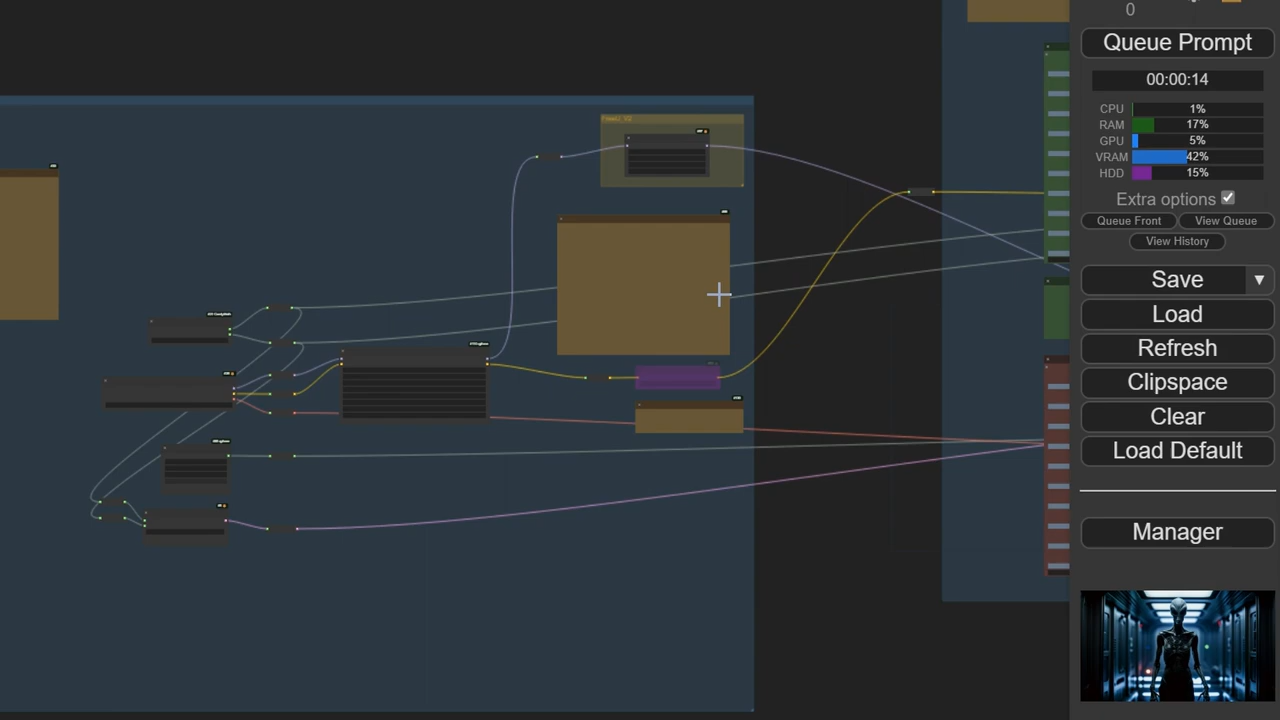 0
Queue Prompt
00:00:14
CPU 1%
RAM 17%
GPU 5%
VRAM 42%
HDD 15%
Extra options
Queue Front View Queue
View History
Save ▼
Load
Refresh
Clipspace
Clear
Load Default
Manager